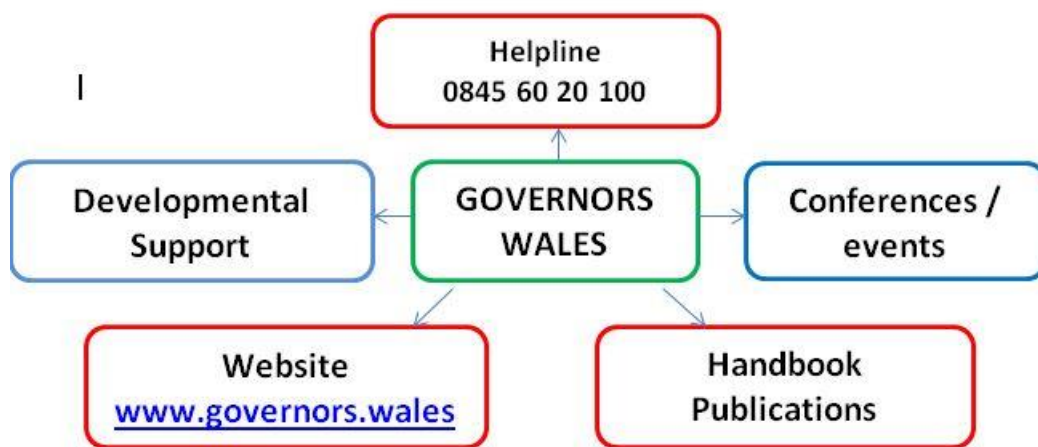 Helpline
0845 60 20 100
I
Developmental
Support
GOVERNORS
WALES
Conferences /
events
Website
www.governors.wales
Handbook
Publications